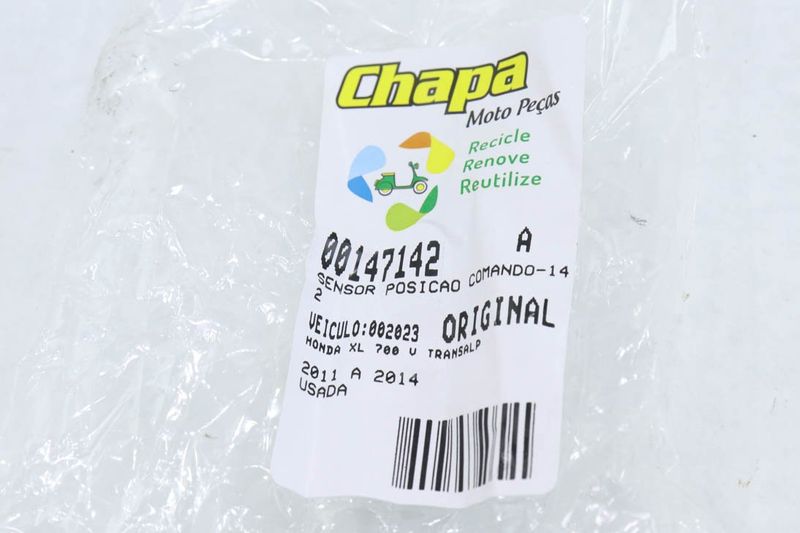 Chapa
Moto Peças
Recicle
Renove
Reutilize
00147142 A
SENSOR POSICAO COMANDO-14
2
VEICULO:002023 ORIGINAL
HONDA XL 700 V TRANSALP
2011 A 2014
USADA